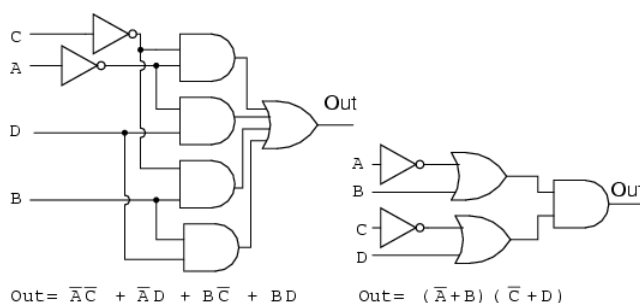 C
A
D
B
Out
A
B
C
D
Out
Out= A̅C̅ + A̅D + BC̅ + BD
Out= (A̅+B)(C̅+D)